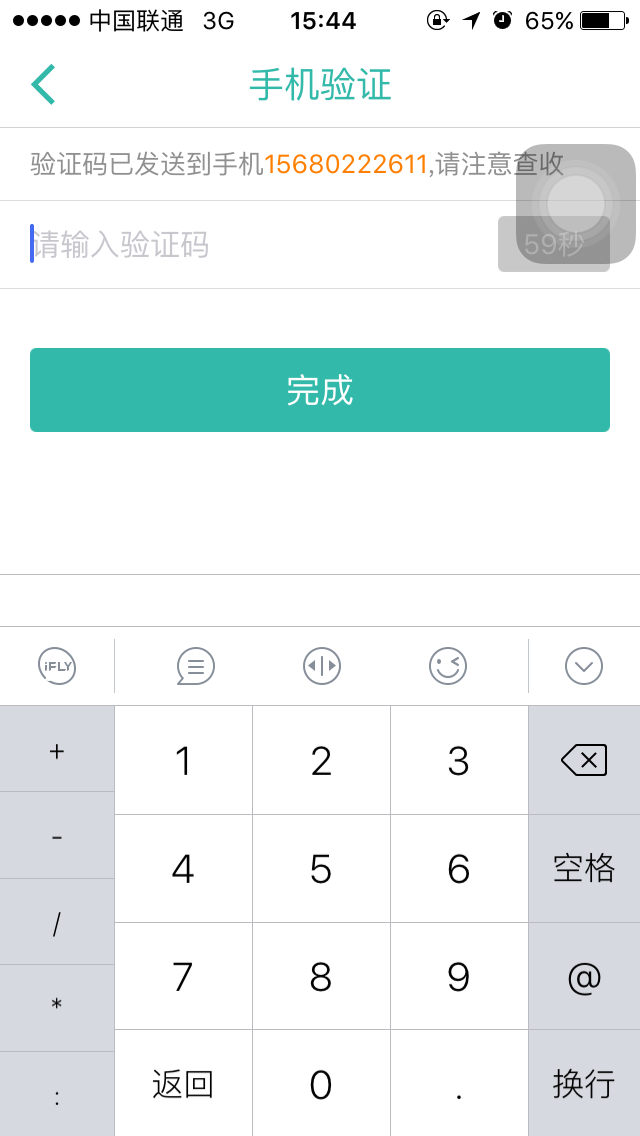 中国联通 3G 15:44 65%
手机验证
验证码已发送到手机15680222611,请注意查收
请输入验证码 59秒
完成
iFLY
+ 1 2 3
- 4 5 6 空格
/ 7 8 9 @
* 返回 0 . 换行
: